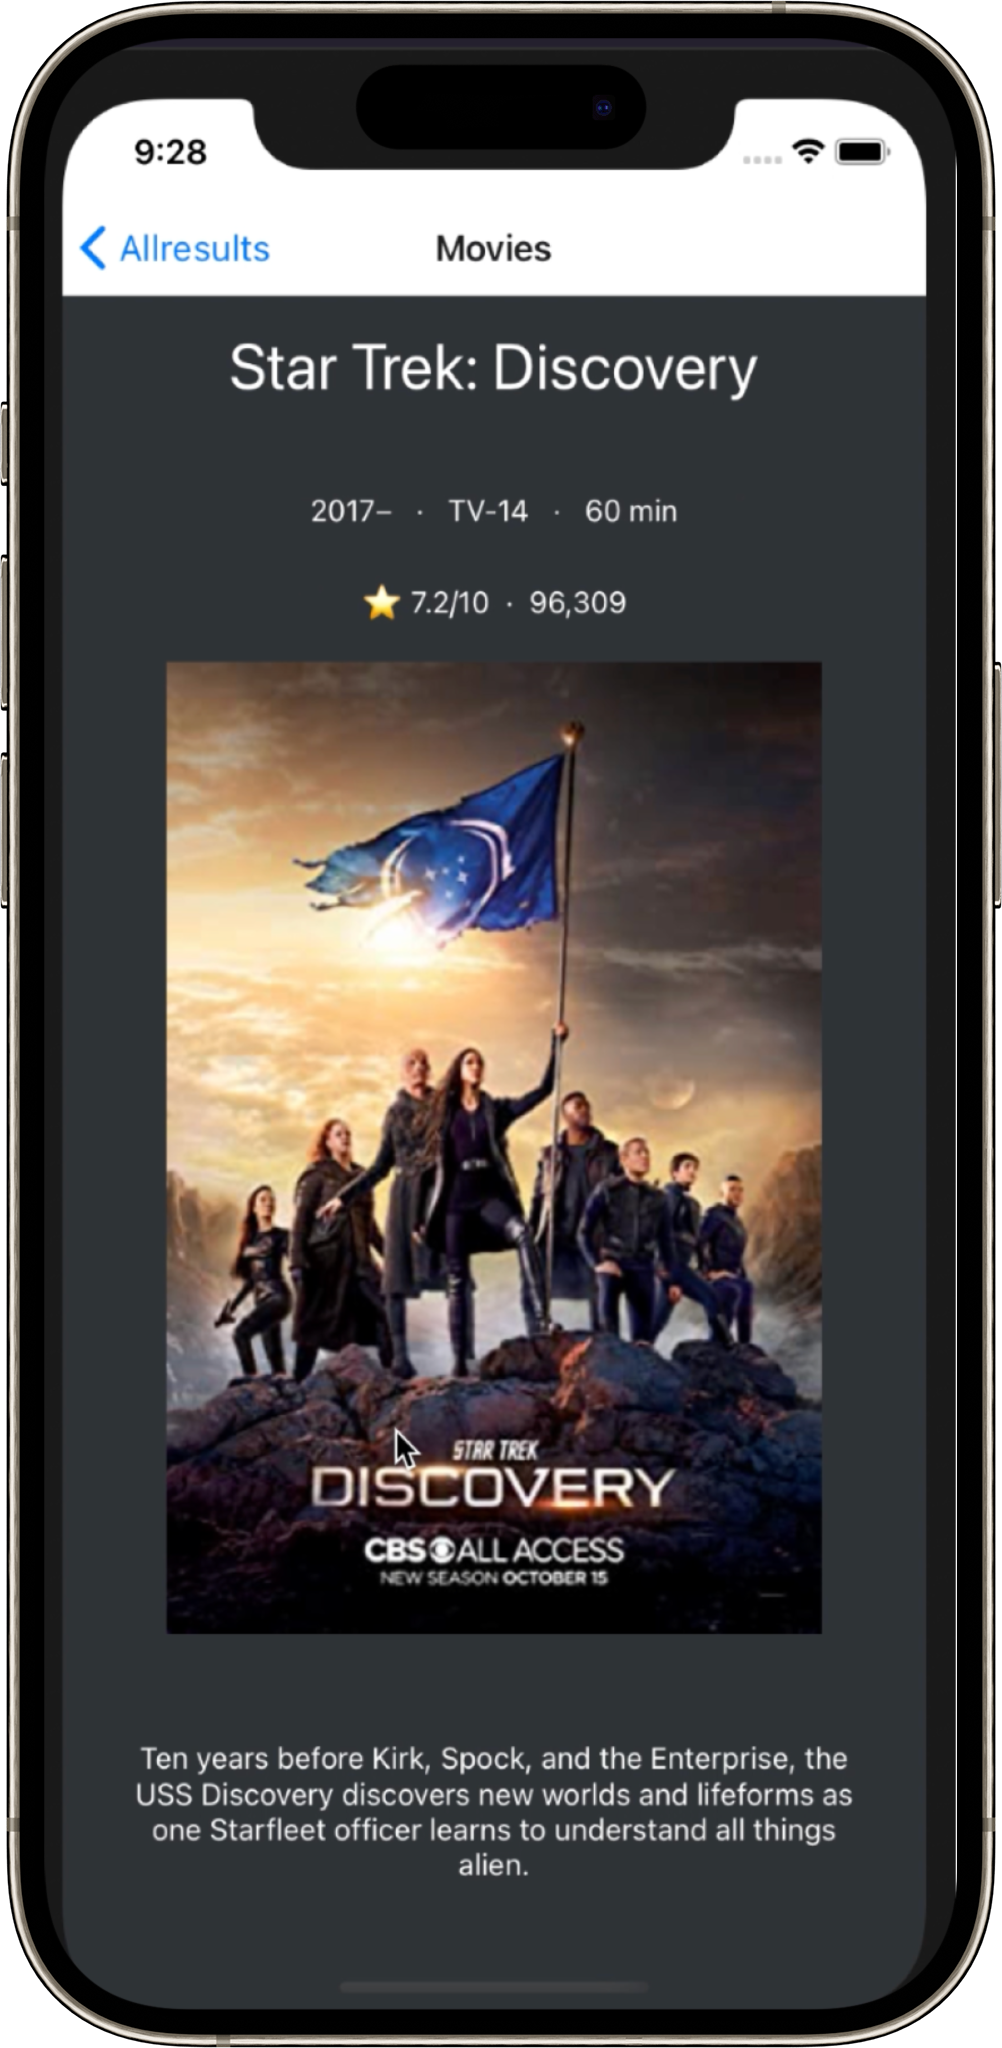 9:28
Allresults
Movies
Star Trek: Discovery
2017– · TV-14 · 60 min
⭐ 7.2/10 · 96,309
STAR TREK
DISCOVERY
CBS ALL ACCESS
NEW SEASON OCTOBER 15
Ten years before Kirk, Spock, and the Enterprise, the
USS Discovery discovers new worlds and lifeforms as
one Starfleet officer learns to understand all things
alien.